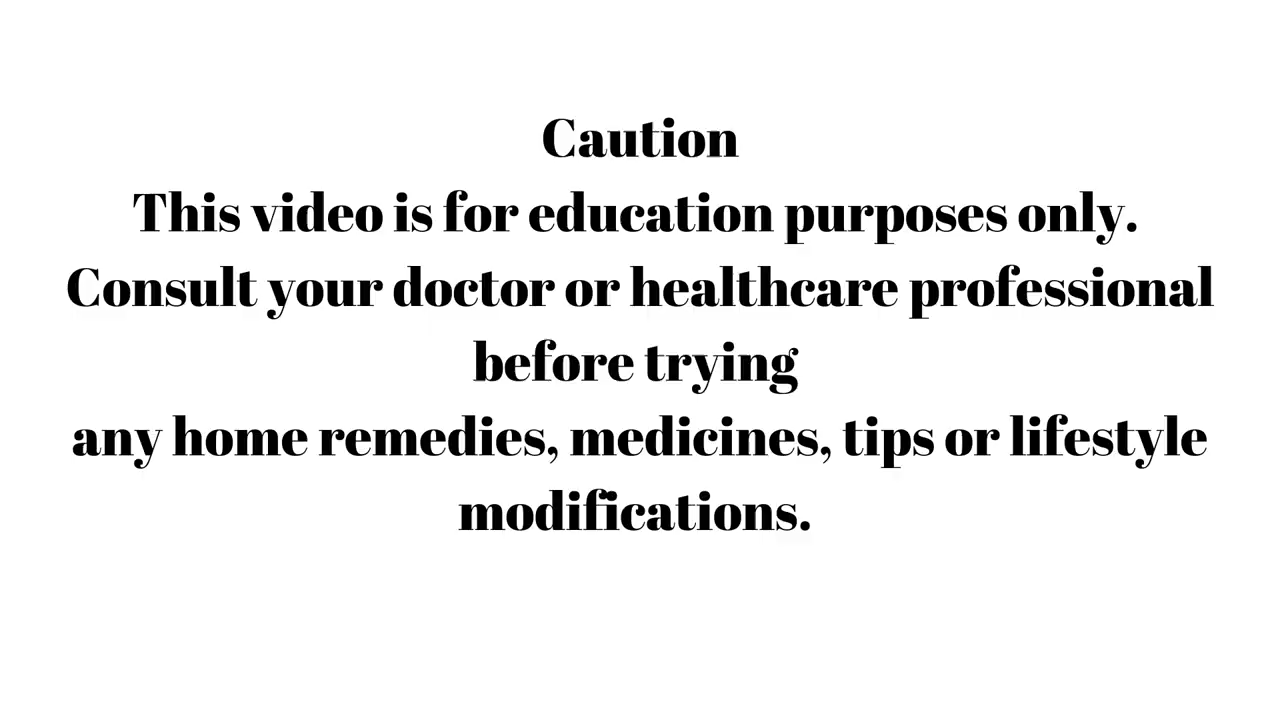 Caution
This video is for education purposes only.
Consult your doctor or healthcare professional
before trying
any home remedies, medicines, tips or lifestyle
modifications.